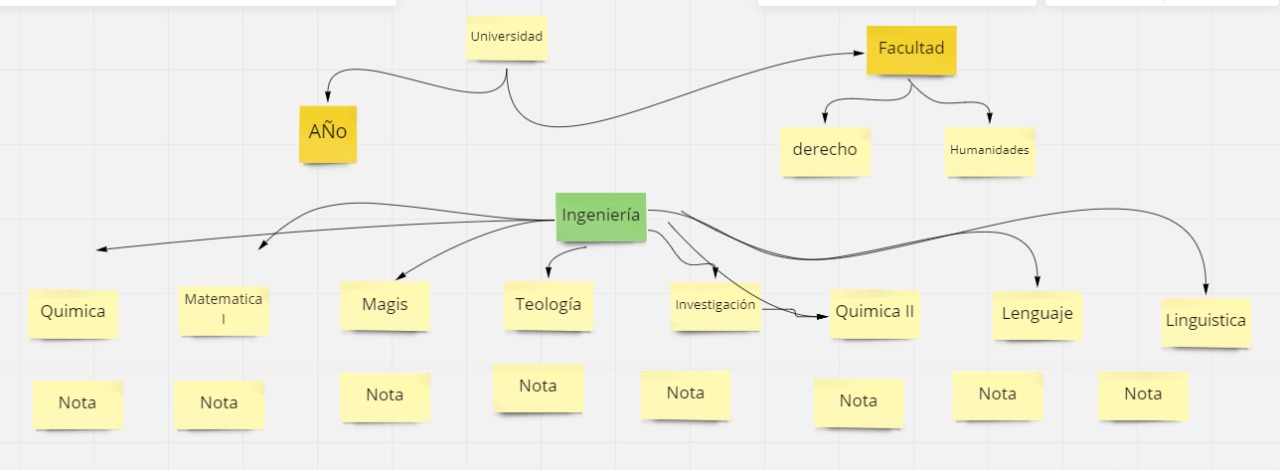 Universidad
Facultad
AÑo
derecho
Humanidades
Ingeniería
Quimica
Matematica
I
Magis
Teología
Investigación
Quimica II
Lenguaje
Linguistica
Nota
Nota
Nota
Nota
Nota
Nota
Nota
Nota